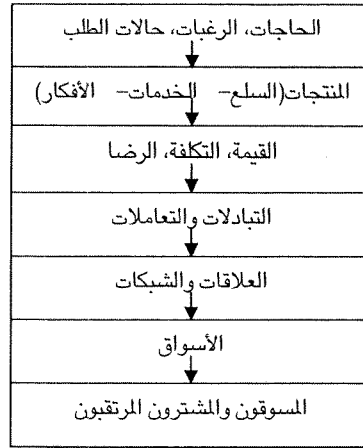 الحاجات، الرغبات، حالات الطلب
المنتجات(السلع- الخدمات- الأفكار)
القيمة، التكلفة، الرضا
التبادلات والتعاملات
العلاقات والشبكات
الأسواق
المسوقون والمشترون المرتقبون